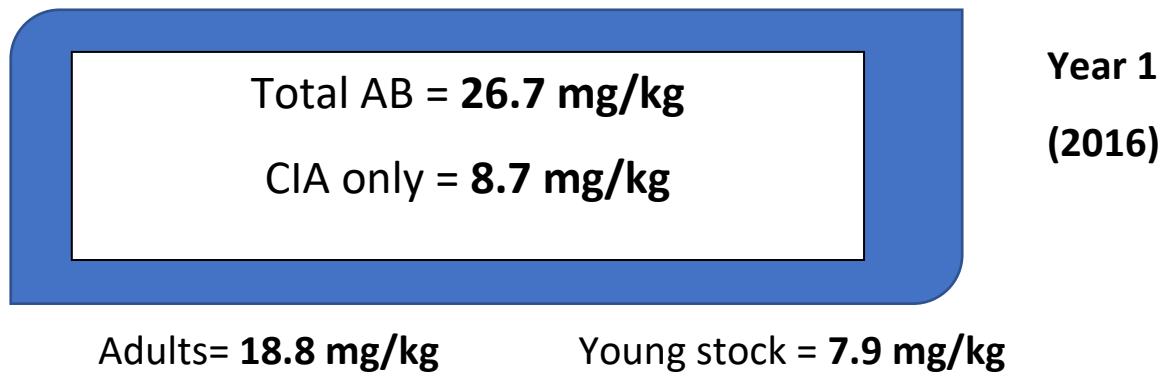 Total AB = 26.7 mg/kg
CIA only = 8.7 mg/kg
Year 1
(2016)
Adults= 18.8 mg/kg
Young stock = 7.9 mg/kg